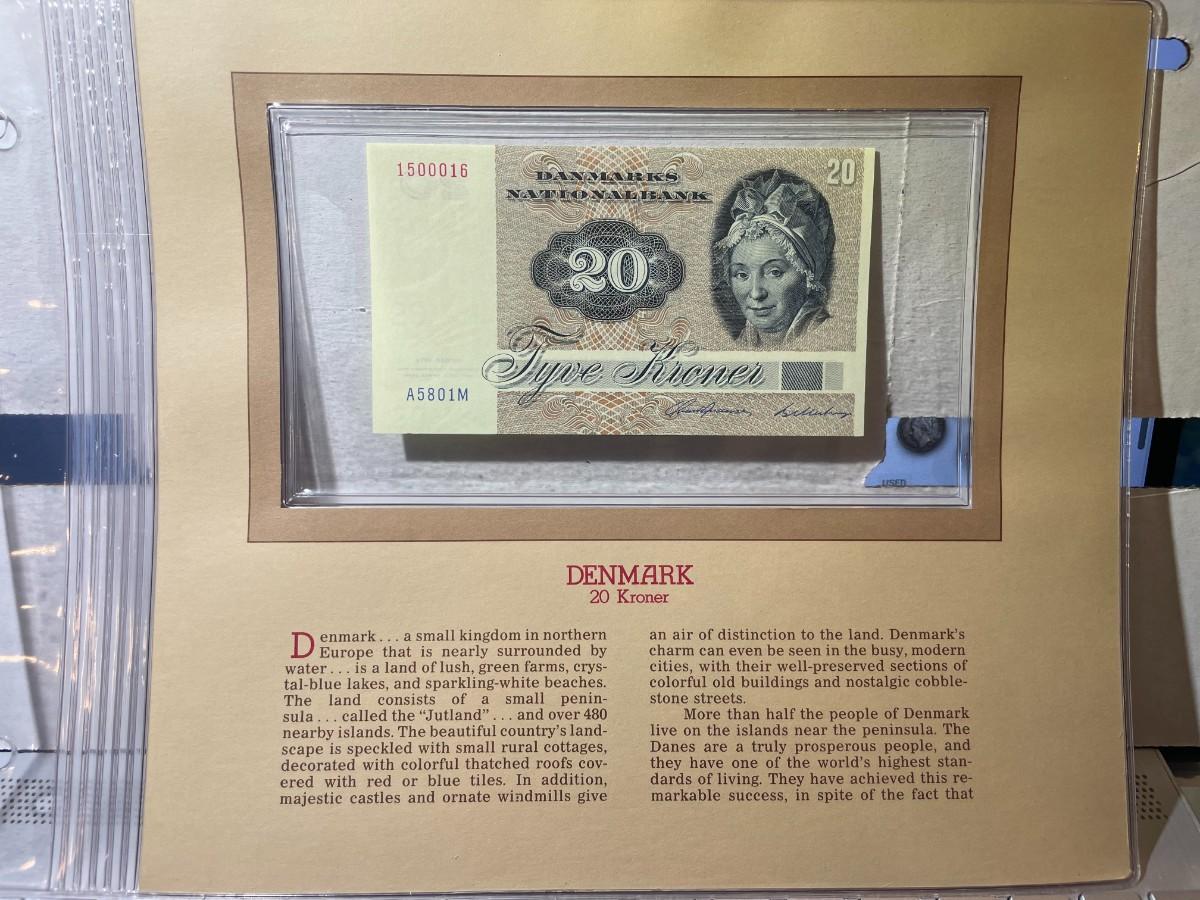 1500016
DANMARKS
NATIONALBANK
20
20
Tyve Kroner
A5801M
USED
DENMARK
20 Kroner
Denmark . . . a small kingdom in northern
Europe that is nearly surrounded by
water . . . is a land of lush, green farms, crys-
tal-blue lakes, and sparkling-white beaches.
The land consists of a small penin-
sula . . . called the “Jutland” . . . and over 480
nearby islands. The beautiful country's land-
scape is speckled with small rural cottages,
decorated with colorful thatched roofs cov-
ered with red or blue tiles. In addition,
majestic castles and ornate windmills give
an air of distinction to the land. Denmark's
charm can even be seen in the busy, modern
cities, with their well-preserved sections of
colorful old buildings and nostalgic cobble-
stone streets.
More than half the people of Denmark
live on the islands near the peninsula. The
Danes are a truly prosperous people, and
they have one of the world's highest stan-
dards of living. They have achieved this re-
markable success, in spite of the fact that